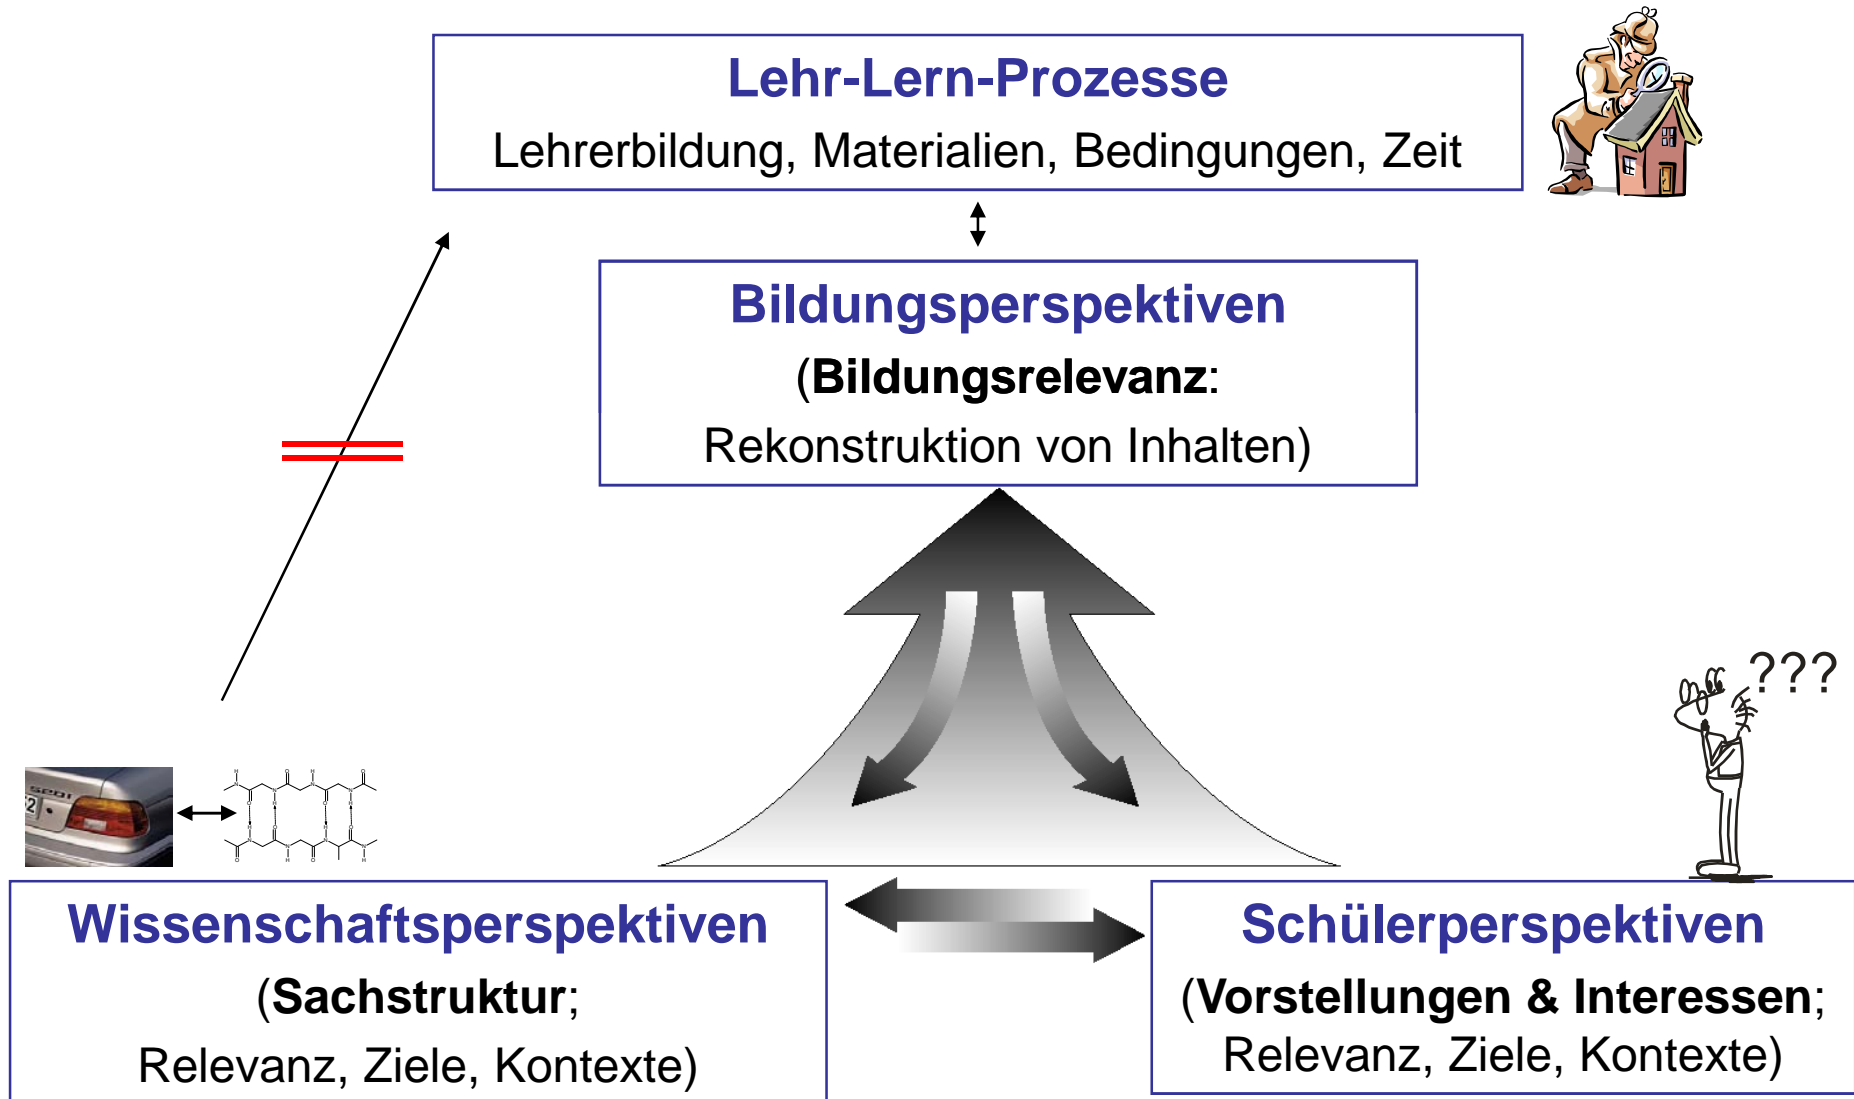 Lehr-Lern-Prozesse
Lehrerbildung, Materialien, Bedingungen, Zeit
Bildungsperspektiven
(Bildungsrelevanz:
Rekonstruktion von Inhalten)
???
Wissenschaftsperspektiven
(Sachstruktur;
Relevanz, Ziele, Kontexte)
Schülerperspektiven
(Vorstellungen & Interessen;
Relevanz, Ziele, Kontexte)